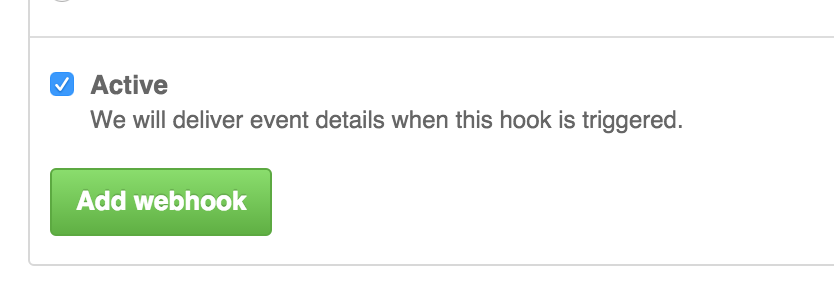 Active
We will deliver event details when this hook is triggered.
Add webhook